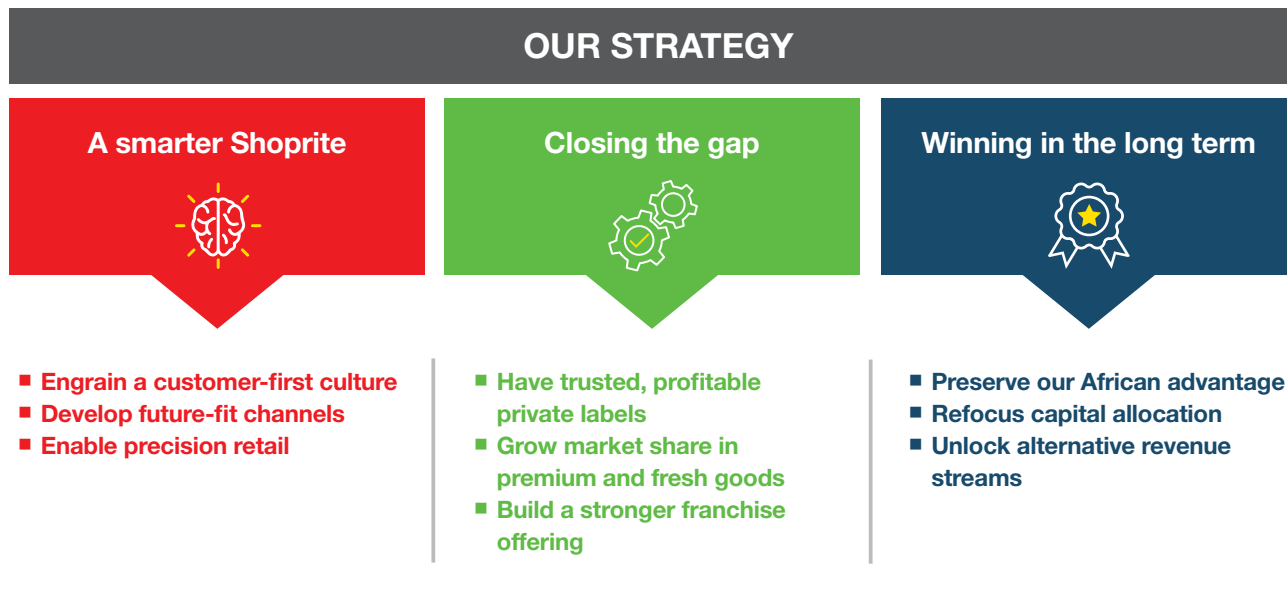 OUR STRATEGY
A smarter Shoprite
■ Engrain a customer-first culture
■ Develop future-fit channels
■ Enable precision retail
Closing the gap
■ Have trusted, profitable
private labels
■ Grow market share in
premium and fresh goods
■ Build a stronger franchise
offering
Winning in the long term
■ Preserve our African advantage
■ Refocus capital allocation
■ Unlock alternative revenue
streams